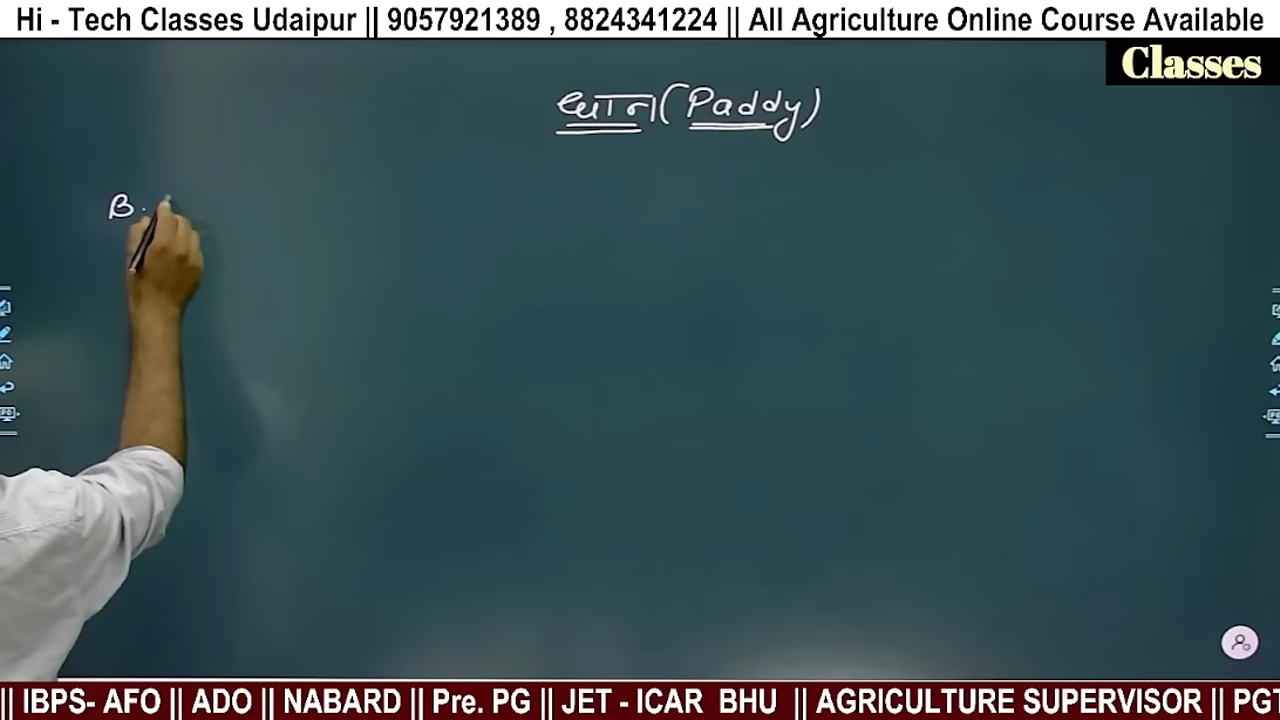 Hi - Tech Classes Udaipur || 9057921389 , 8824341224 || All Agriculture Online Course Available
Classes
धान (Paddy)
B.
|| IBPS- AFO || ADO || NABARD || Pre. PG || JET - ICAR BHU || AGRICULTURE SUPERVISOR || PGT